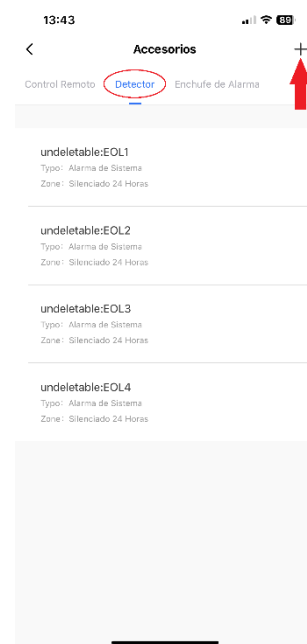 13:43
89
Accesorios
Control Remoto Detector Enchufe de Alarma
undeletable:EOL1
Typo: Alarma de Sistema
Zone: Silenciado 24 Horas
undeletable:EOL2
Typo: Alarma de Sistema
Zone: Silenciado 24 Horas
undeletable:EOL3
Typo: Alarma de Sistema
Zone: Silenciado 24 Horas
undeletable:EOL4
Typo: Alarma de Sistema
Zone: Silenciado 24 Horas